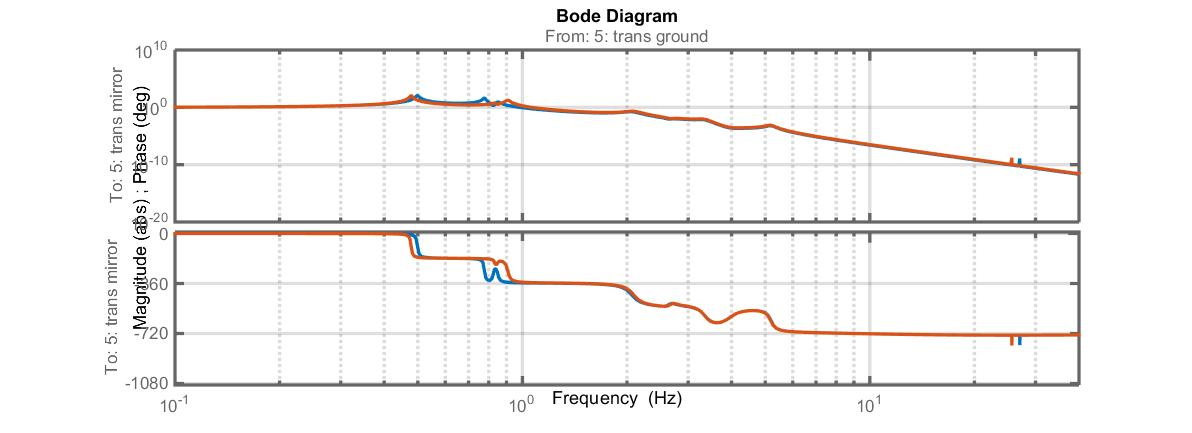 Bode Diagram
From: 5: trans ground
To: 5: trans mirror
10^10
10^0
10^-10
10^-20
Magnitude (abs) ; Phase (deg)
To: 5: trans mirror
0
-360
-720
-1080
10^-1
10^0
10^1
Frequency (Hz)